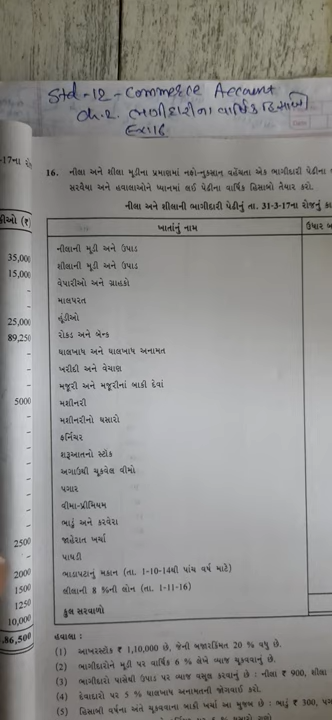 Std-12-Commerce Account
ch.2. ભાગીદારીના વાર્ષિક હિસાબો
Ex:16
-17ના
16. નીલા અને શીલા મૂડીના પ્રમાણમાં નફો-નુકસાન વહેંચતા એક ભાગીદારી પેઢીના
સરવૈયા અને હવાલાઓને ધ્યાનમાં લઈ પેઢીના વાર્ષિક હિસાબો તૈયાર કરો.
નીલા અને શીલાની ભાગીદારી પેઢીનું તા. 31-3-17ના રોજનું કા
(₹)
ખાતાંનું નામ
ઉધાર બ
નીલાની મૂડી અને ઉપાડ
35,000
શીલાની મૂડી અને ઉપાડ
15,000
વેપારીઓ અને ગ્રાહકો
માલપરત
હૂંડીઓ
25,000
રોકડ અને બૅન્ક
89,250
ઘાલખાધ અને ઘાલખાધ અનામત
ખરીદી અને વેચાણ
મજૂરી અને મજૂરીનાં બાકી દેવાં
મશીનરી
5000
મશીનરીનો ઘસારો
ફર્નિચર
શરૂઆતનો સ્ટૉક
અગાઉથી ચૂકવેલ વીમો
પગાર
વીમા-પ્રીમિયમ
ભાડું અને કરવેરા
જાહેરાત ખર્ચ
2500
પાઘડી
ભાડાપટાનું મકાન (તા. 1-10-14થી પાંચ વર્ષ માટે)
2000
લીલાની 8 %ની લોન (તા. 1-11-16)
1500
1250
કુલ સરવાળો
10,000
86,500
હવાલા :
(1) આખરસ્ટૉક ₹ 1,10,000 છે, જેની બજારકિંમત 20 % વધુ છે.
(2) ભાગીદારોને મૂડી પર વાર્ષિક 6 % લેખે વ્યાજ ચૂકવવાનું છે.
(3) ભાગીદારો પાસેથી ઉપાડ પર વ્યાજ વસૂલ કરવાનું છે : નીલા ₹ 900, શીલા
(4) દેવાદારો પર 5 % ઘાલખાધ અનામતની જોગવાઈ કરો.
(5) હિસાબી વર્ષના અંતે ચૂકવવાના બાકી ખર્ચા આ મુજબ છે : ભાડું ₹ 300, પગ